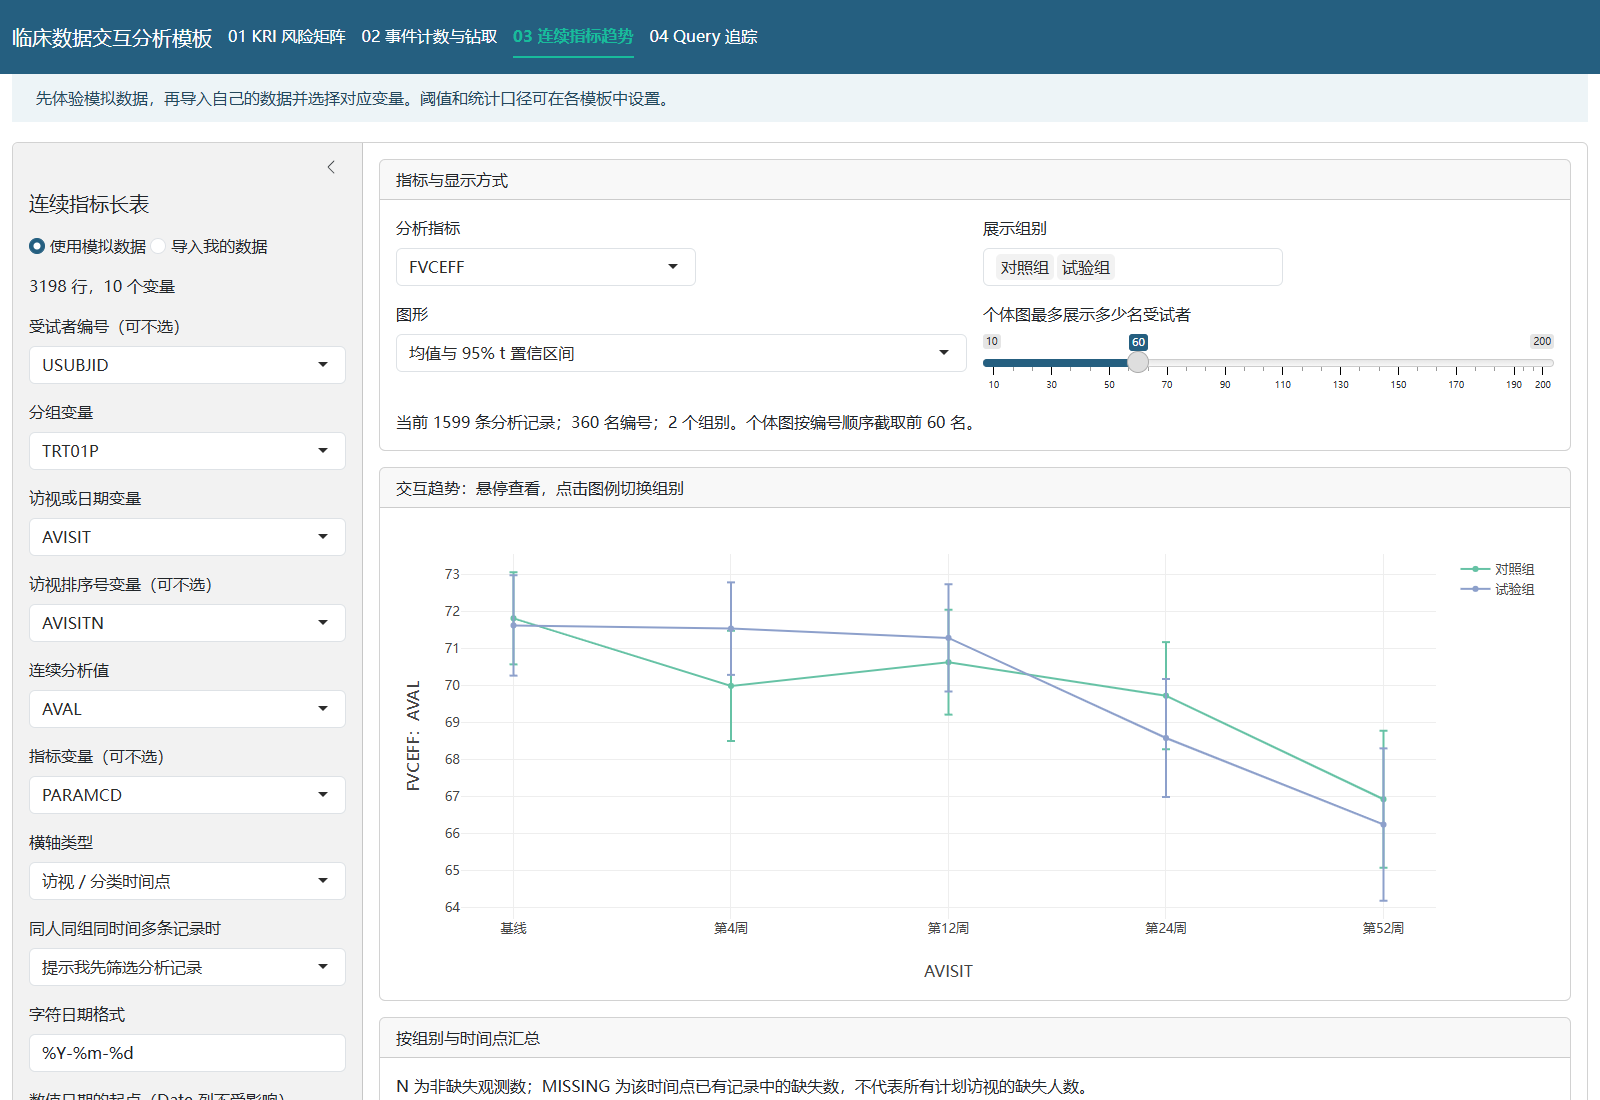 临床数据交互分析模板 01 KRI 风险矩阵 02 事件计数与钻取 03 连续指标趋势 04 Query 追踪
先体验模拟数据，再导入自己的数据并选择对应变量。阈值和统计口径可在各模板中设置。
连续指标长表
使用模拟数据 导入我的数据
3198 行，10 个变量
受试者编号（可不选）
USUBJID
分组变量
TRT01P
访视或日期变量
AVISIT
访视排序号变量（可不选）
AVISITN
连续分析值
AVAL
指标变量（可不选）
PARAMCD
横轴类型
访视 / 分类时间点
同人同组同时间多条记录时
提示我先筛选分析记录
字符日期格式
%Y-%m-%d
数值日期的起点（Date 列不受影响）
指标与显示方式
分析指标
FVCEFF
展示组别
对照组 试验组
图形
均值与 95% t 置信区间
个体图最多展示多少名受试者
10 60 200
10 30 50 70 90 110 130 150 170 190 200
当前 1599 条分析记录；360 名编号；2 个组别。个体图按编号顺序截取前 60 名。
交互趋势：悬停查看，点击图例切换组别
73
72
71
70
69
68
67
66
65
64
FVCEFF：AVAL
基线 第4周 第12周 第24周 第52周
AVISIT
对照组
试验组
按组别与时间点汇总
N 为非缺失观测数；MISSING 为该时间点已有记录中的缺失数，不代表所有计划访视的缺失人数。